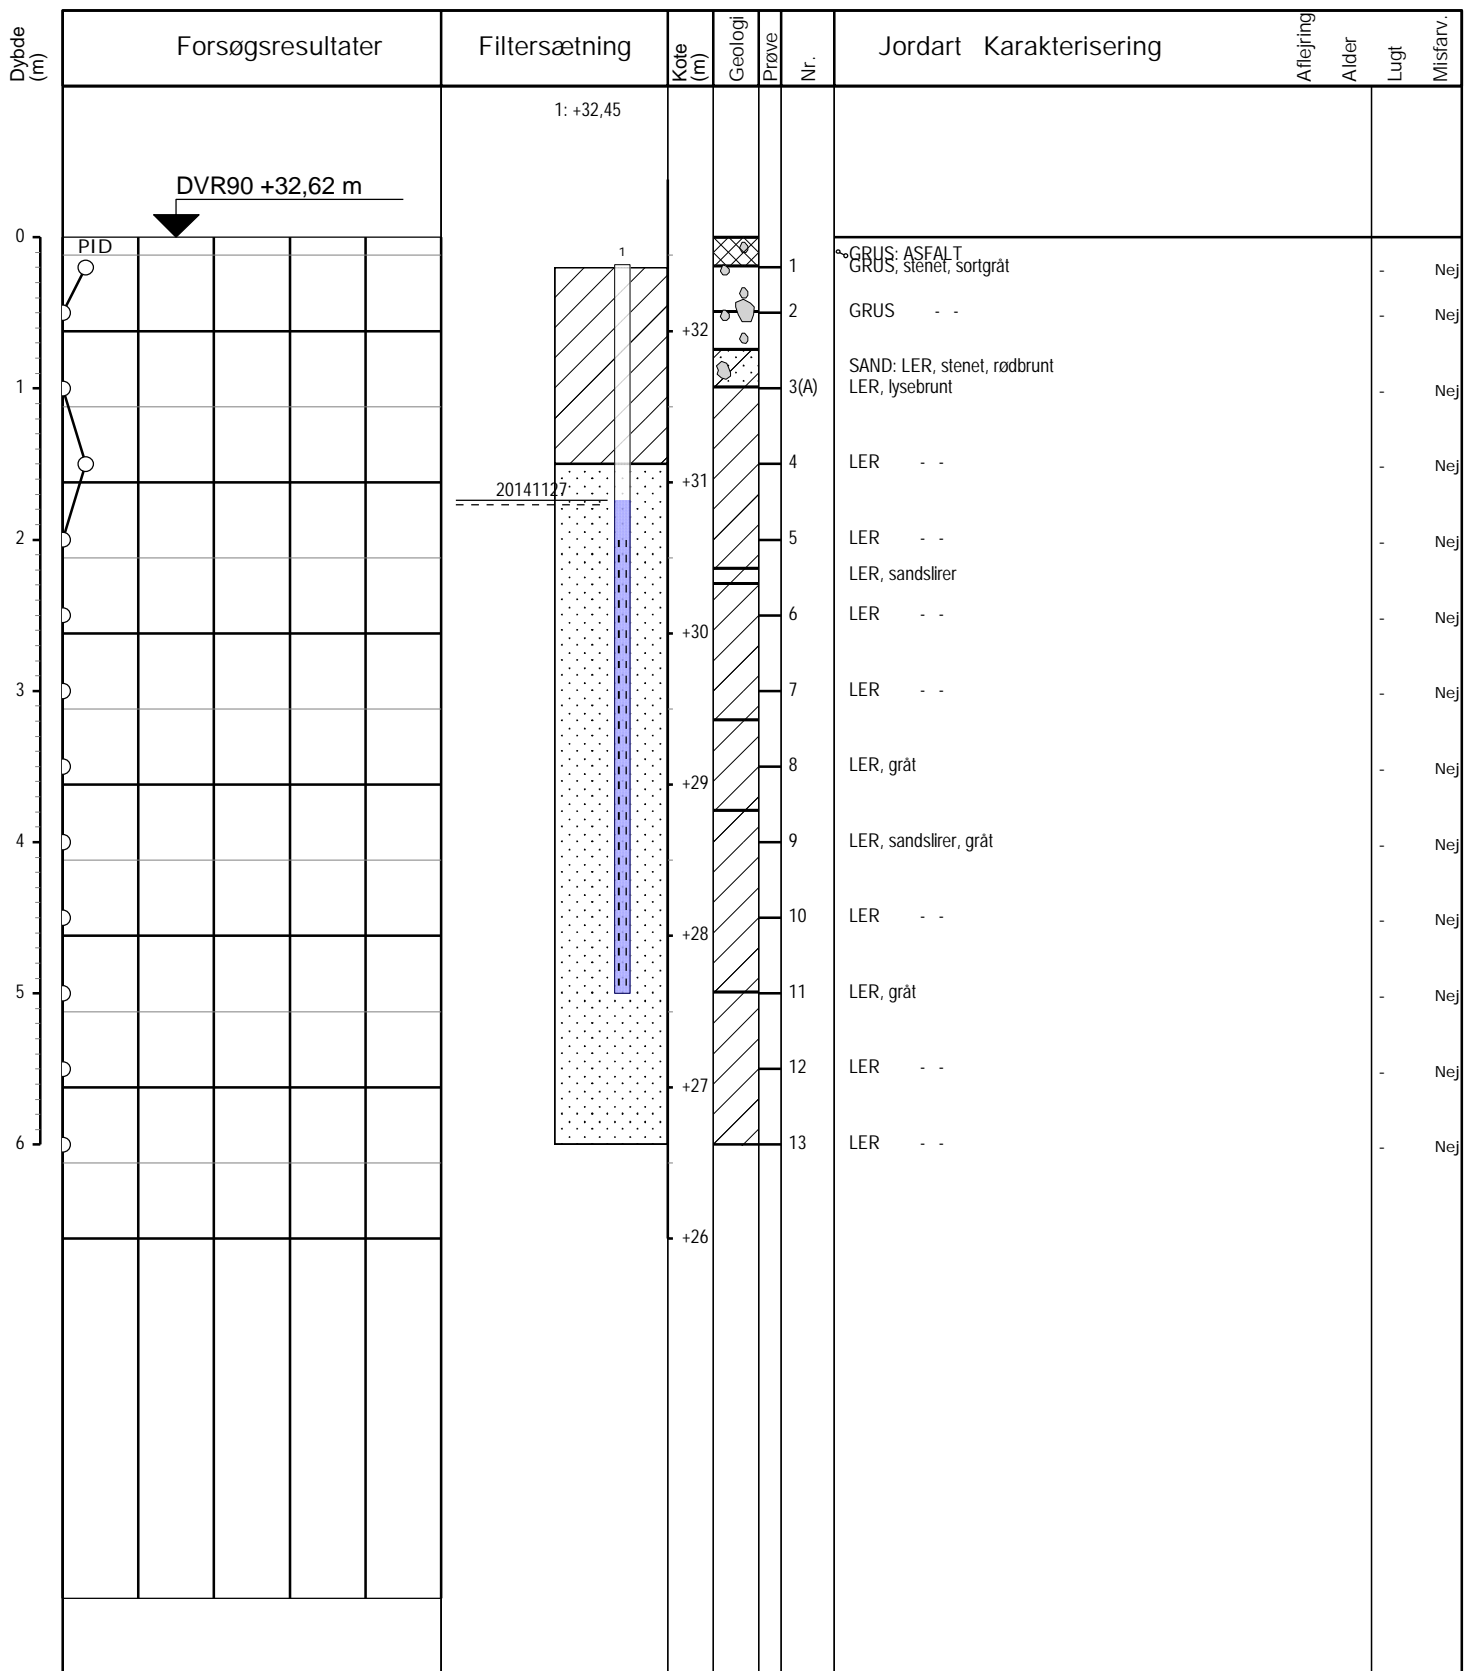 Dybde
(m)
Forsøgsresultater
Filtersætning
Kote
(m)
Geologi
Prøve
Nr.
Jordart Karakterisering
Aflejring
Alder
Lugt
Misfarv.
1: +32,45
DVR90 +32,62 m
0
PID
1
GRUS: ASFALT
1 GRUS, stenet, sortgråt - Nej
2 GRUS - - - Nej
+32
SAND: LER, stenet, rødbrunt
1 3(A) LER, lysebrunt - Nej
4 LER - - - Nej
+31
20141127
2 5 LER - - - Nej
LER, sandslirer
6 LER - - - Nej
+30
3 7 LER - - - Nej
8 LER, gråt - Nej
+29
4 9 LER, sandslirer, gråt - Nej
10 LER - - - Nej
+28
5 11 LER, gråt - Nej
12 LER - - - Nej
+27
6 13 LER - - - Nej
+26